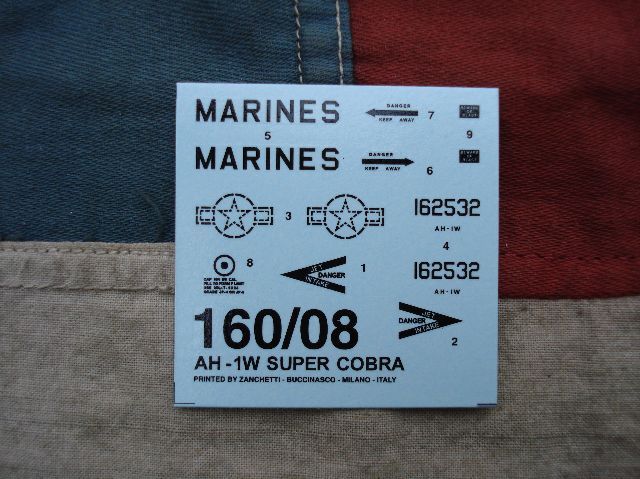 MARINES
5
MARINES
DANGER
KEEP AWAY
7
9
DANGER
KEEP AWAY
6
3
162532
AH-1W
4
162532
AH-1W
8
1
JET
DANGER
INTAKE
JET
DANGER
INTAKE
2
160/08
AH-1W SUPER COBRA
PRINTED BY ZANCHETTI - BUCCINASCO - MILANO - ITALY